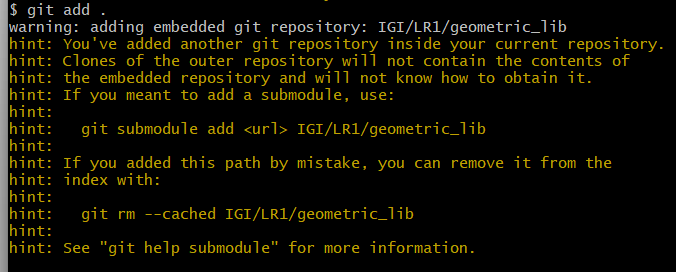 $ git add .
warning: adding embedded git repository: IGI/LR1/geometric_lib
hint: You've added another git repository inside your current repository.
hint: Clones of the outer repository will not contain the contents of
hint: the embedded repository and will not know how to obtain it.
hint: If you meant to add a submodule, use:
hint:
hint:   git submodule add <url> IGI/LR1/geometric_lib
hint:
hint: If you added this path by mistake, you can remove it from the
hint: index with:
hint:
hint:   git rm --cached IGI/LR1/geometric_lib
hint:
hint: See "git help submodule" for more information.